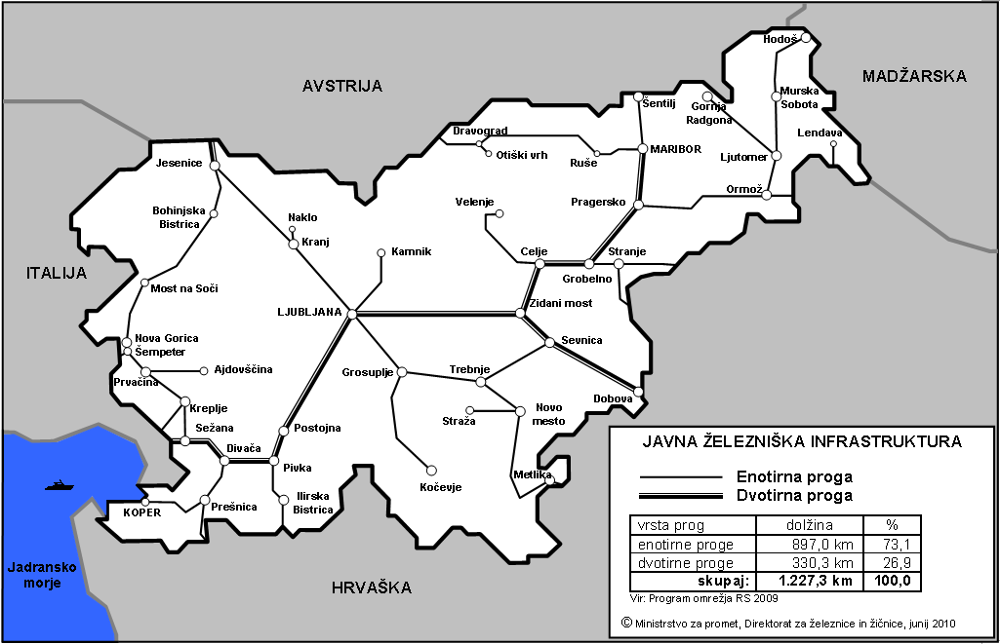 Hodoš
MADŽARSKA
AVSTRIJA
Šentilj
Gornja
Radgona
Murska
Sobota
Dravograd
Lendava
Otiški vrh
MARIBOR
Ruše
Ljutomer
Jesenice
Ormož
Bohinjska
Bistrica
Naklo
Velenje
Pragersko
Kranj
Kamnik
Celje
Stranje
ITALIJA
Grobelno
Most na Soči
LJUBLJANA
Zidani most
Nova Gorica
Šempeter
Sevnica
Prvačina
Ajdovščina
Grosuplje
Trebnje
Dobova
Kreplje
Straža
Novo
mesto
Sežana
Postojna
Divača
Pivka
Kočevje
Metlika
KOPER
Prešnica
Ilirska
Bistrica
Jadransko
morje
HRVAŠKA
JAVNA ŽELEZNIŠKA INFRASTRUKTURA
Enotirna proga
Dvotirna proga
vrsta prog dolžina %
enotirne proge 897,0 km 73,1
dvotirne proge 330,3 km 26,9
skupaj: 1.227,3 km 100,0
Vir: Program omrežja RS 2009
© Ministrstvo za promet, Direktorat za železnice in žičnice, junij 2010